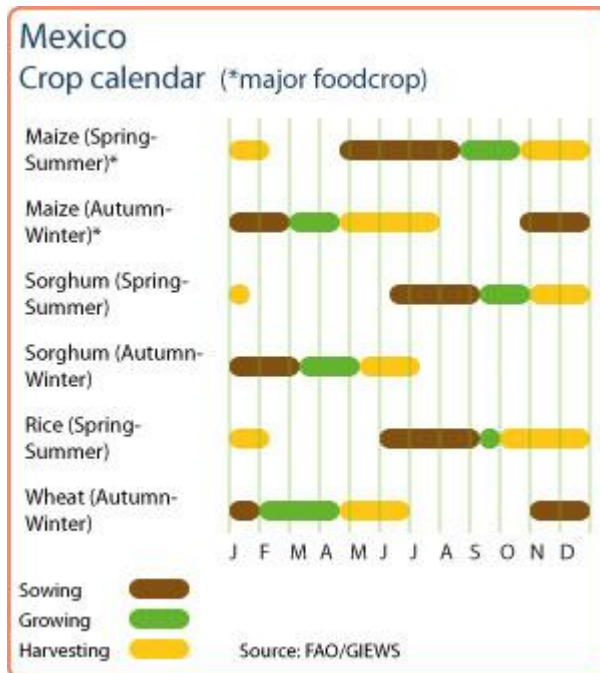 Mexico
Crop calendar (*major foodcrop)
Maize (Spring-
Summer)*
Maize (Autumn-
Winter)*
Sorghum (Spring-
Summer)
Sorghum (Autumn-
Winter)
Rice (Spring-
Summer)
Wheat (Autumn-
Winter)
J F M A M J J A S O N D
Sowing
Growing
Harvesting Source: FAO/GIEWS